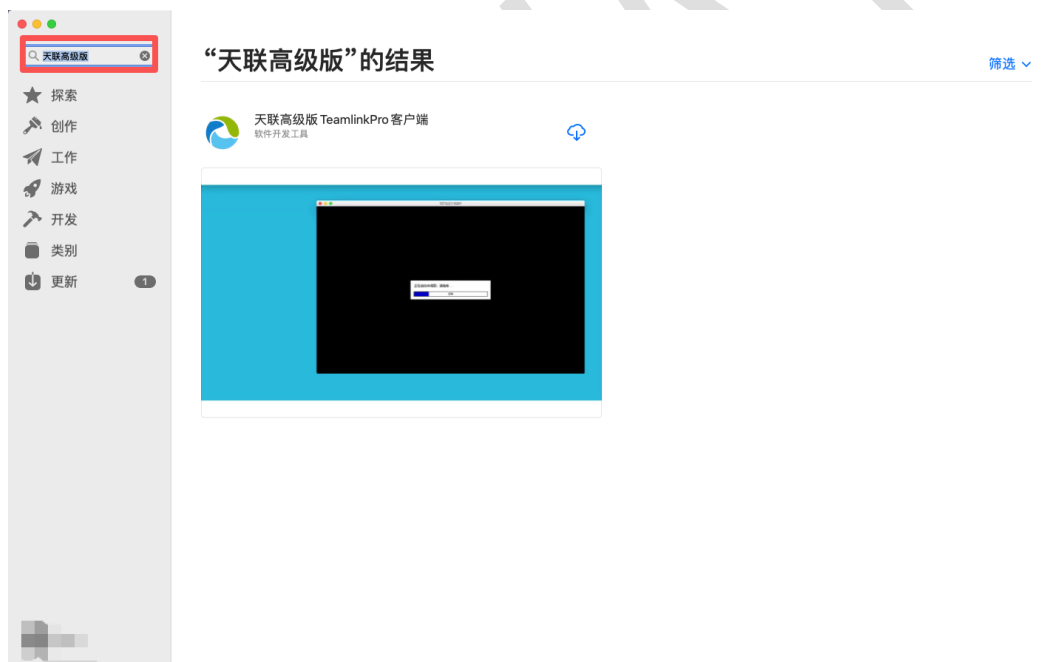 天联高级版
探索
创作
工作
游戏
开发
类别
更新 1
“天联高级版”的结果
筛选
天联高级版 TeamlinkPro 客户端
软件开发工具